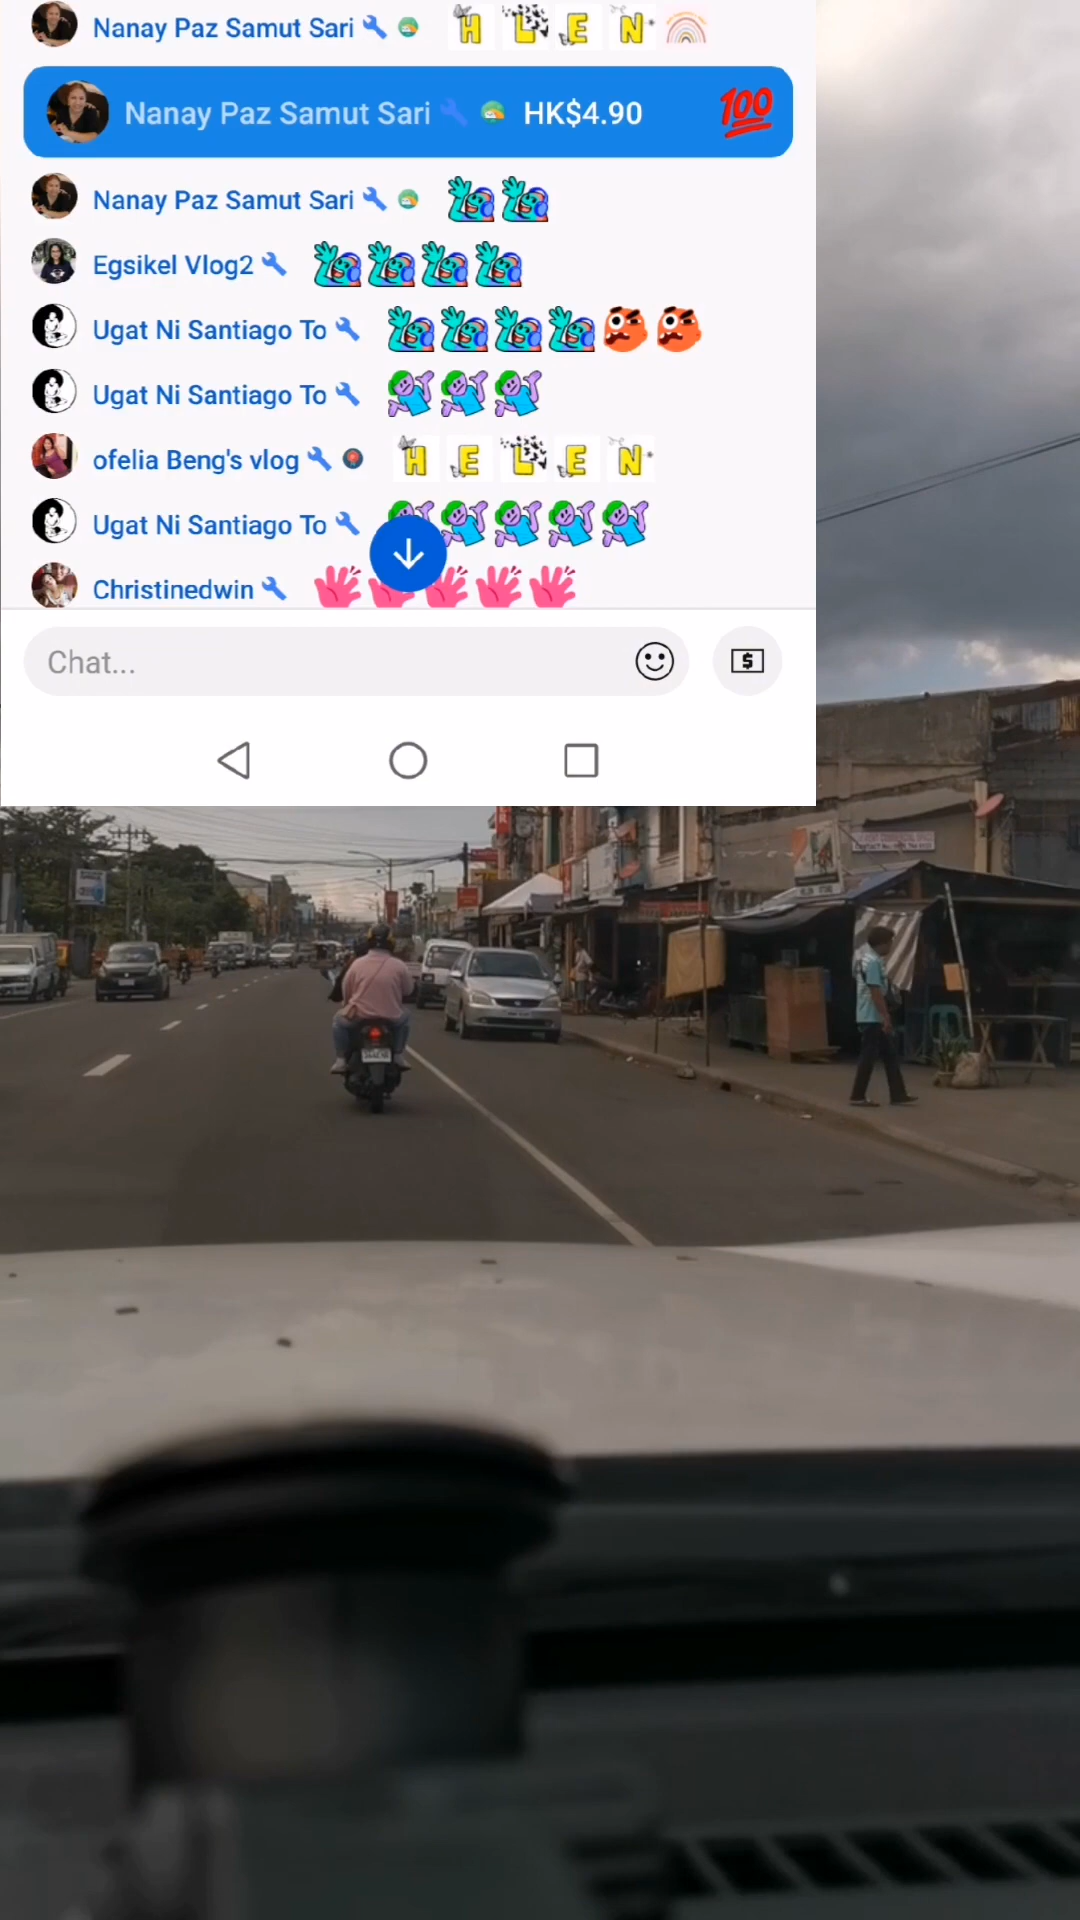 Nanay Paz Samut Sari H L E N
Nanay Paz Samut Sari HK$4.90 100
Nanay Paz Samut Sari
Egsikel Vlog2
Ugat Ni Santiago To
Ugat Ni Santiago To
ofelia Beng's vlog H E L E N
Ugat Ni Santiago To
Christinedwin
Chat...